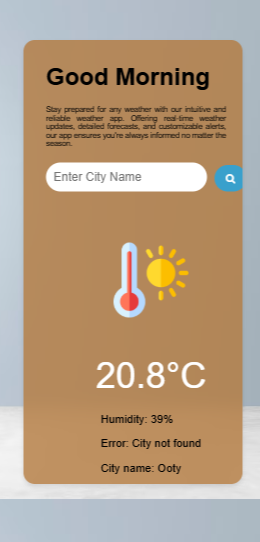 Good Morning
Stay prepared for any weather with our intuitive and
reliable weather app. Offering real-time weather
updates, detailed forecasts, and customizable alerts,
our app ensures you're always informed no matter the
season.
Enter City Name
20.8°C
Humidity: 39%
Error: City not found
City name: Ooty